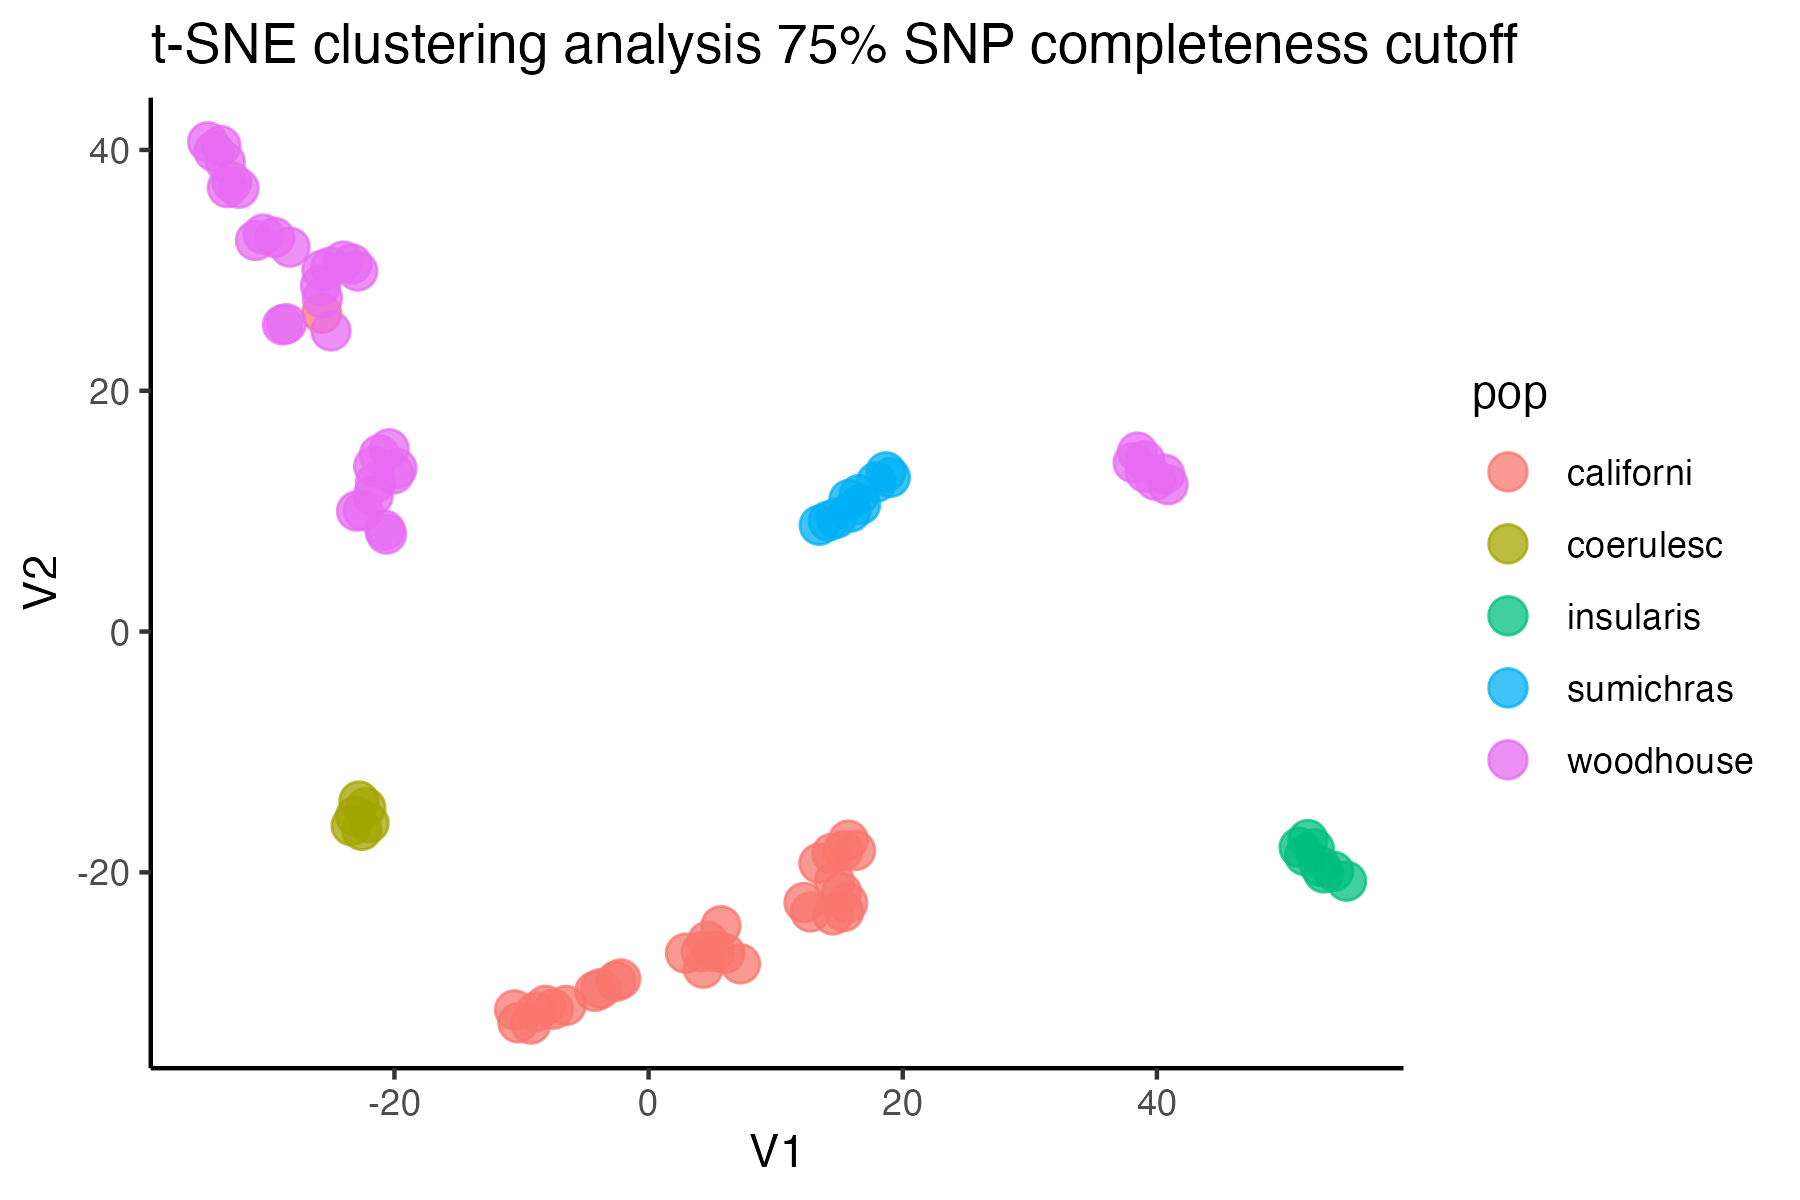 t-SNE clustering analysis 75% SNP completeness cutoff
40
20
0
-20
V2
-20
0
20
40
V1
pop
californi
coerulesc
insularis
sumichras
woodhouse